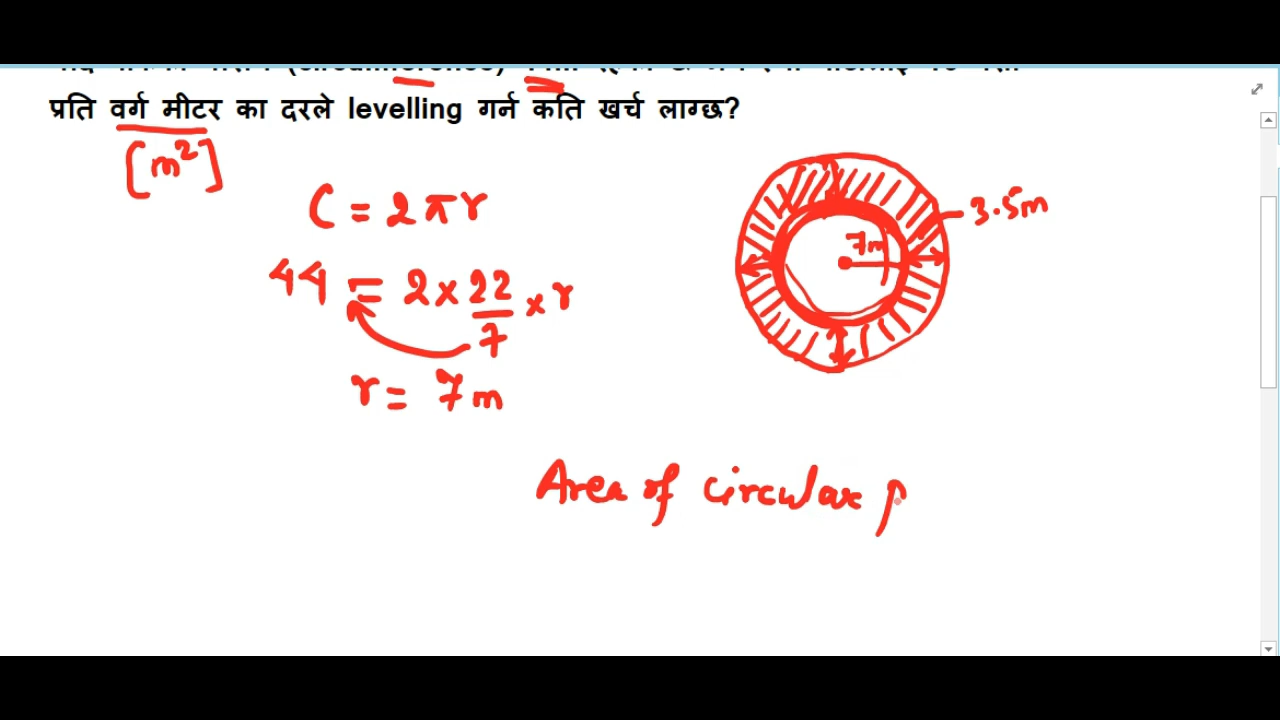 (circumference)
प्रति वर्ग मीटर का दरले levelling गर्न कति खर्च लाग्छ?
[m²]
C = 2πr
3.5m
7m
44 = 2 × 22/7 × r
r = 7m
Area of circular p